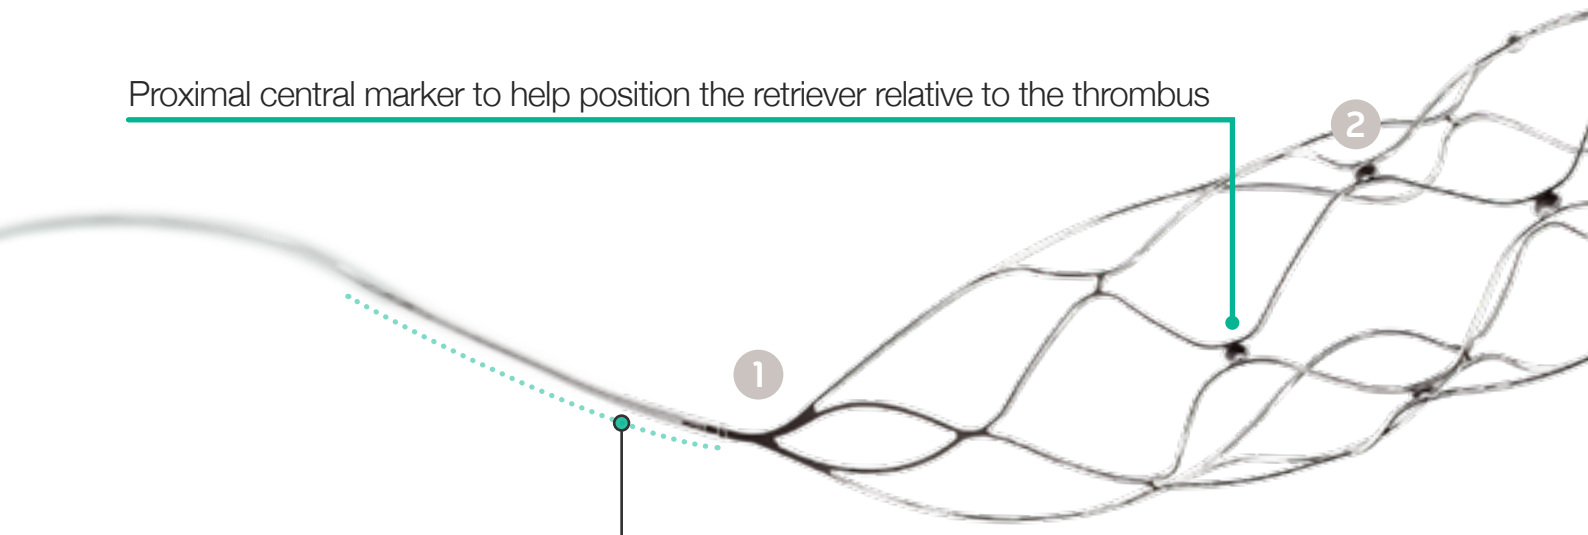 Proximal central marker to help position the retriever relative to the thrombus
2
1